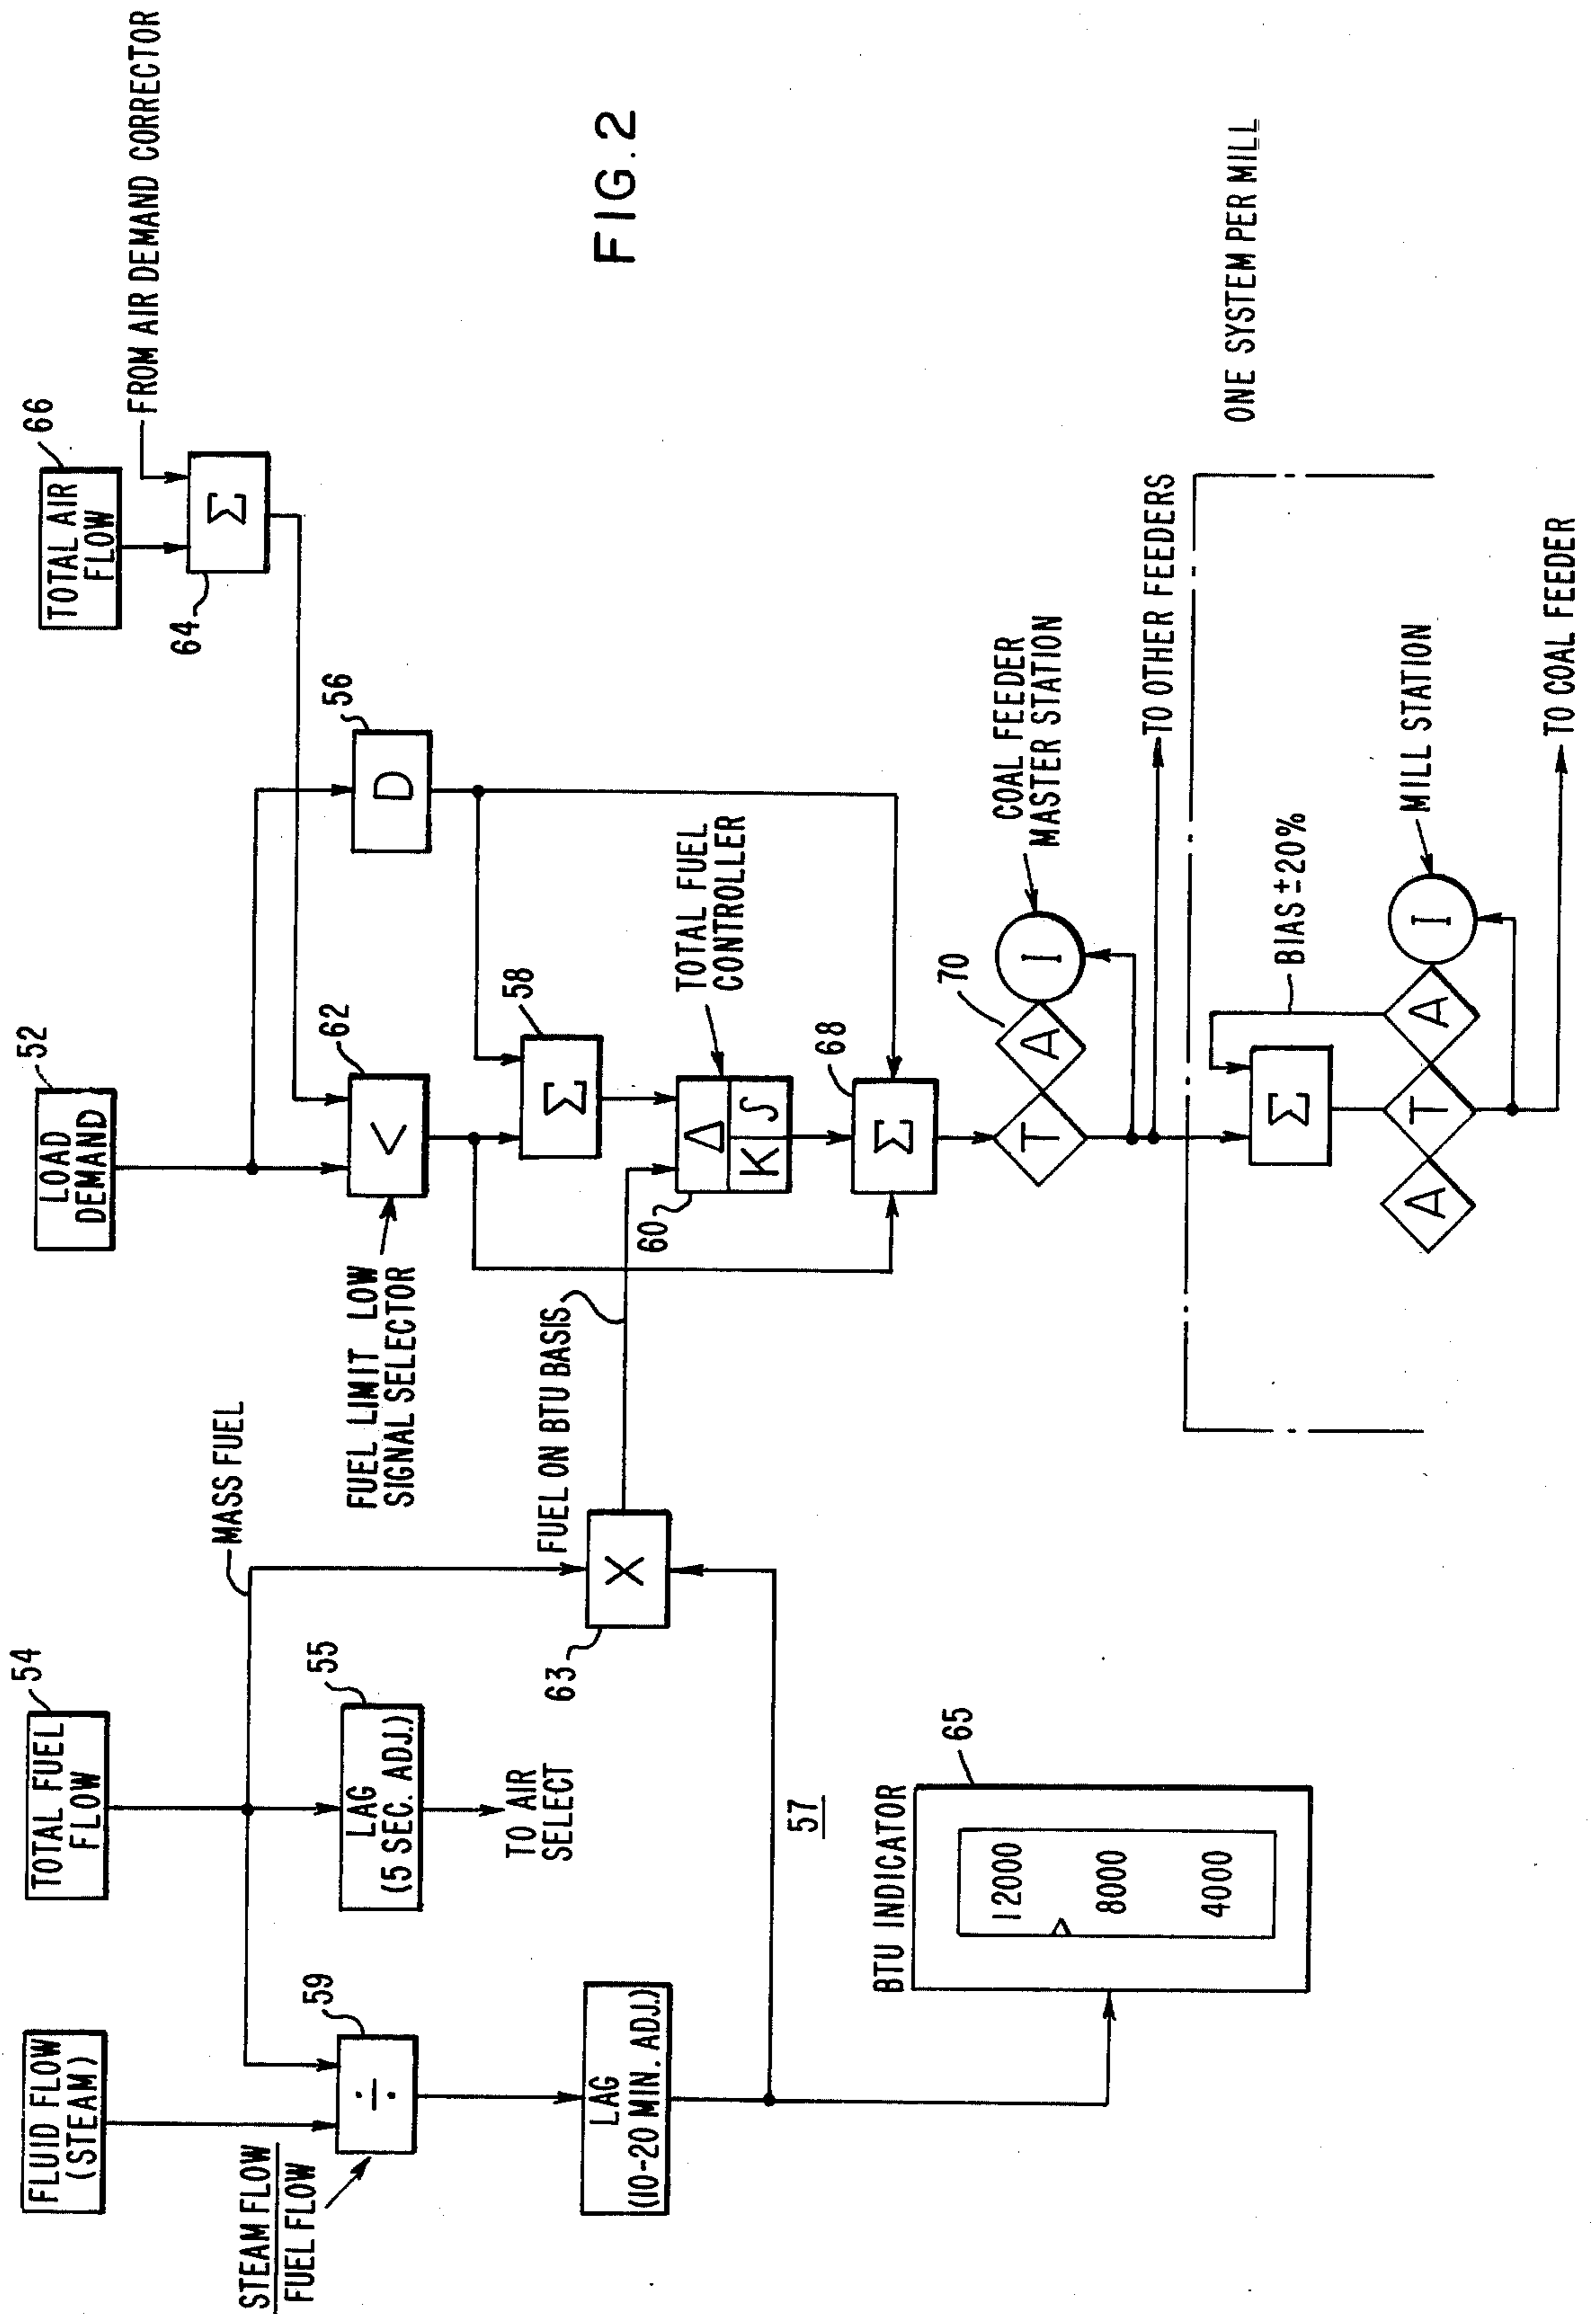 FLUID FLOW
(STEAM)
TOTAL FUEL
FLOW
54
LOAD
DEMAND
52
TOTAL AIR
FLOW
66
FROM AIR DEMAND CORRECTOR
MASS FUEL
Σ
64
STEAM FLOW
FUEL FLOW
÷
59
LAG
(5 SEC. ADJ.)
55
TO AIR
SELECT
FUEL LIMIT LOW
SIGNAL SELECTOR
<
62
D
56
LAG
(10-20 MIN. ADJ.)
X
63
FUEL ON BTU BASIS
Σ
58
FIG. 2
Δ
K ∫
60
TOTAL FUEL
CONTROLLER
57
Σ
68
BTU INDICATOR
65
12000
8000
4000
T
A
I
70
COAL FEEDER
MASTER STATION
TO OTHER FEEDERS
ONE SYSTEM PER MILL
Σ
BIAS ±20%
A
T
A
I
MILL STATION
TO COAL FEEDER